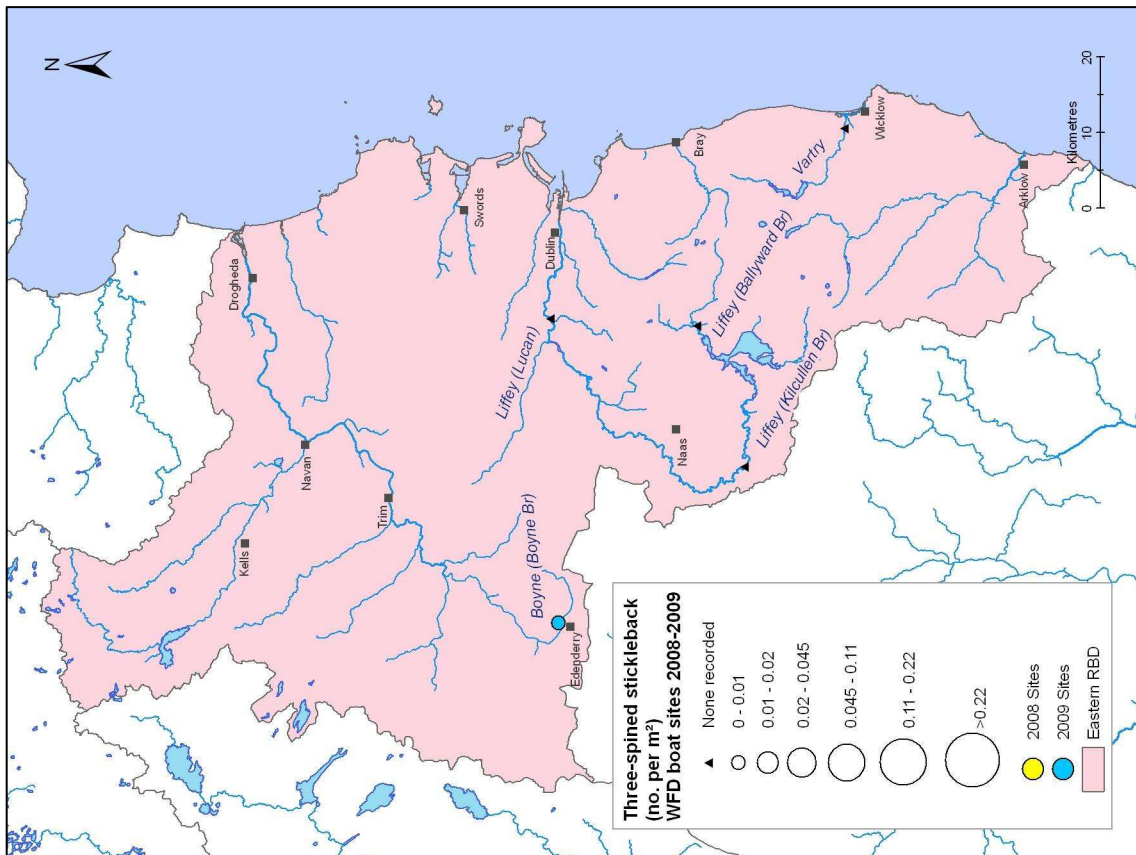 N
Drogheda
Kells
Navan
Trim
Swords
Boyne (Boyne Br)
Edenderry
Liffey (Lucan)
Dublin
Naas
Bray
Liffey (Ballyward Br)
Liffey (Kilcullen Br)
Vartry
Wicklow
Arklow
Three-spined stickleback
(no. per m²)
WFD boat sites 2008-2009
None recorded
0 - 0.01
0.01 - 0.02
0.02 - 0.045
0.045 - 0.11
0.11 - 0.22
>0.22
2008 Sites
2009 Sites
Eastern RBD
0 10 20
Kilometres